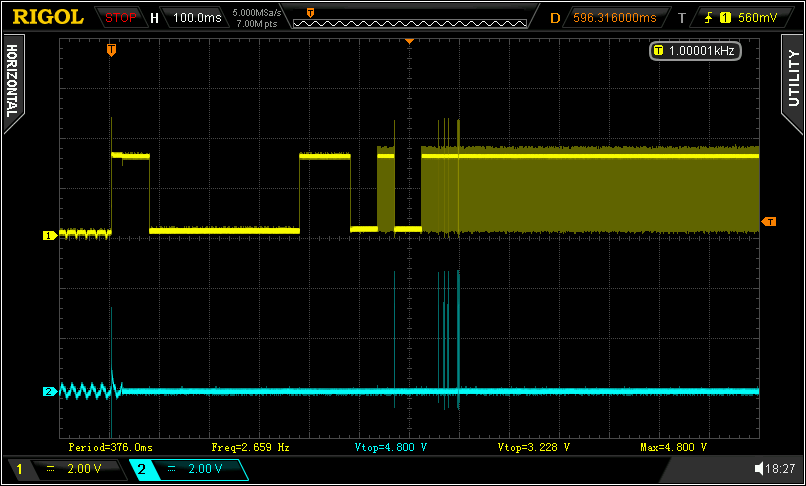 RIGOL STOP H 100.0ms 5.000MSa/s 7.00M pts T D 596.316000ms T 1 560mV
HORIZONTAL
UTILITY
T
T 1.00001kHz
1
T
2
Period=376.0ms Freq=2.659 Hz Vtop=4.800 V Vtop=3.228 V Max=4.800 V
1 2.00 V 2 2.00 V 18:27